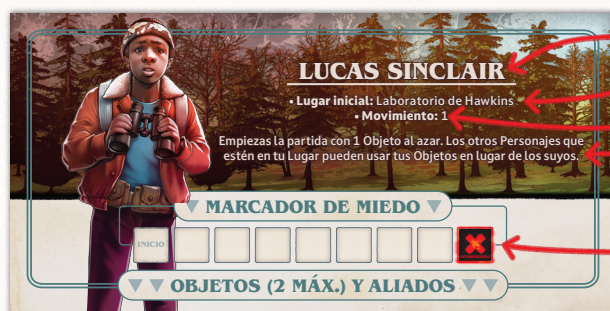 LUCAS SINCLAIR
• Lugar inicial: Laboratorio de Hawkins
• Movimiento: 1
Empiezas la partida con 1 Objeto al azar. Los otros Personajes que
estén en tu Lugar pueden usar tus Objetos en lugar de los suyos.
MARCADOR DE MIEDO
INICIO
OBJETOS (2 MÁX.) Y ALIADOS